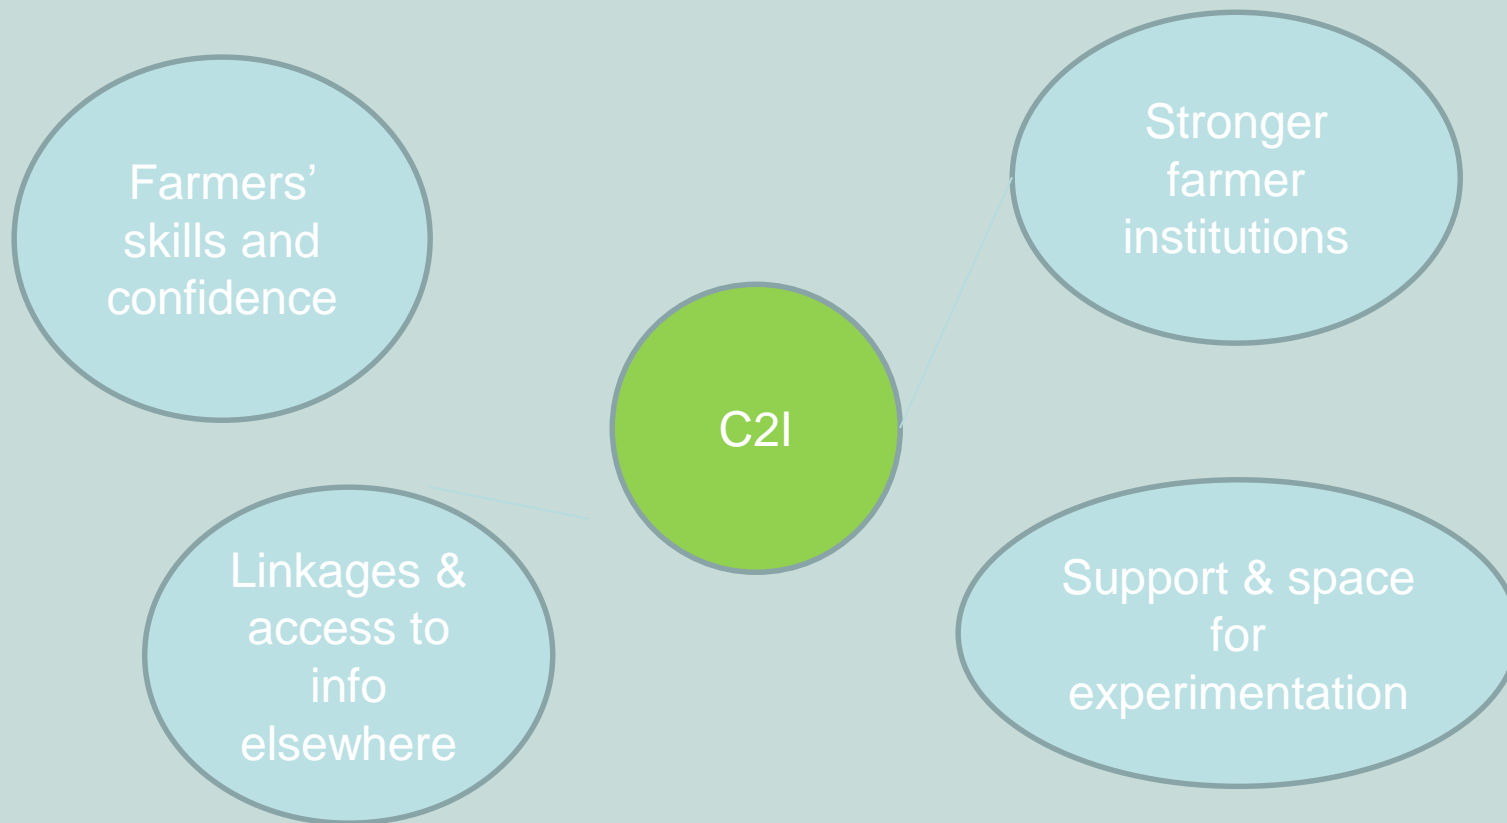 Farmers’
skills and
confidence
Stronger
farmer
institutions
C2I
Linkages &
access to
info
elsewhere
Support & space
for
experimentation